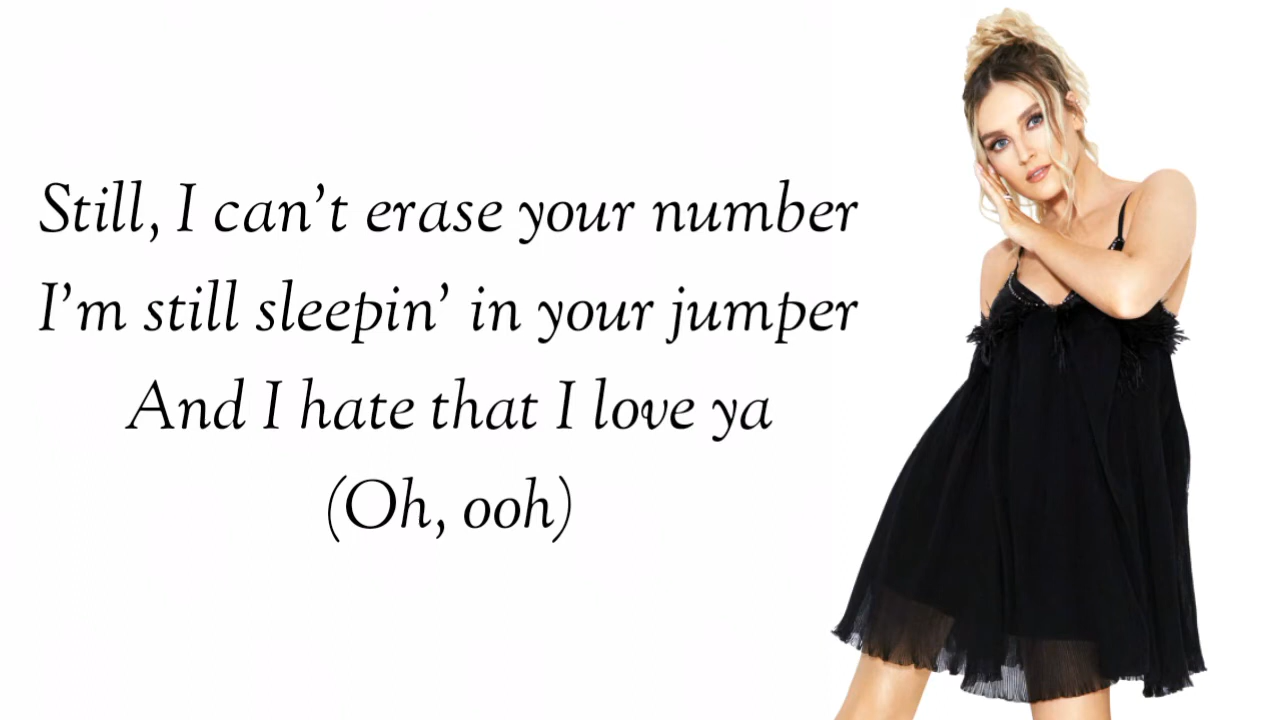 Still, I can’t erase your number
I’m still sleepin’ in your jumper
And I hate that I love ya
(Oh, ooh)